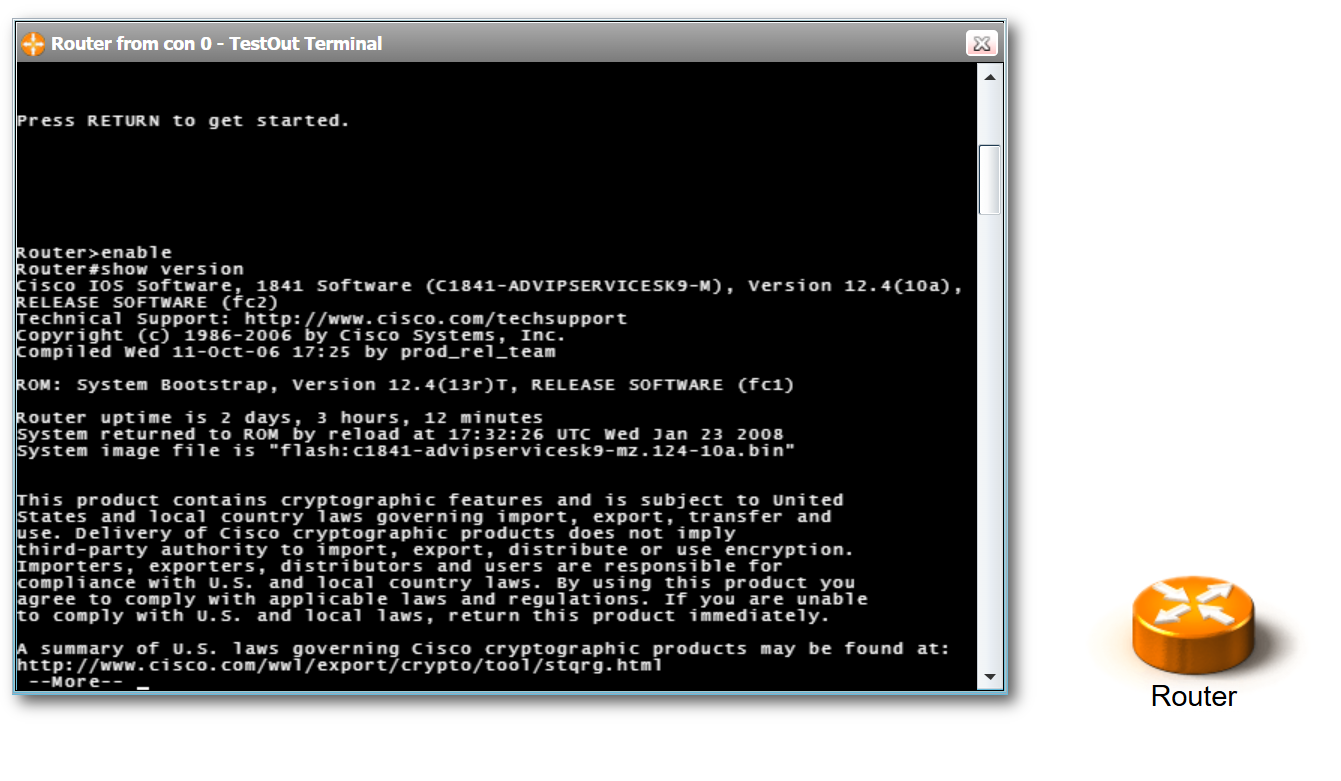 Router from con 0 - TestOut Terminal
Press RETURN to get started.
Router>enable
Router#show version
Cisco IOS Software, 1841 Software (C1841-ADVIPSERVICESK9-M), Version 12.4(10a),
RELEASE SOFTWARE (fc2)
Technical Support: http://www.cisco.com/techsupport
Copyright (c) 1986-2006 by Cisco Systems, Inc.
Compiled Wed 11-Oct-06 17:25 by prod_rel_team
ROM: System Bootstrap, Version 12.4(13r)T, RELEASE SOFTWARE (fc1)
Router uptime is 2 days, 3 hours, 12 minutes
System returned to ROM by reload at 17:32:26 UTC Wed Jan 23 2008
System image file is "flash:c1841-advipservicesk9-mz.124-10a.bin"
This product contains cryptographic features and is subject to United
States and local country laws governing import, export, transfer and
use. Delivery of Cisco cryptographic products does not imply
third-party authority to import, export, distribute or use encryption.
Importers, exporters, distributors and users are responsible for
compliance with U.S. and local country laws. By using this product you
agree to comply with applicable laws and regulations. If you are unable
to comply with U.S. and local laws, return this product immediately.
A summary of U.S. laws governing Cisco cryptographic products may be found at:
http://www.cisco.com/wwl/export/crypto/tool/stqrg.html
--More--
Router